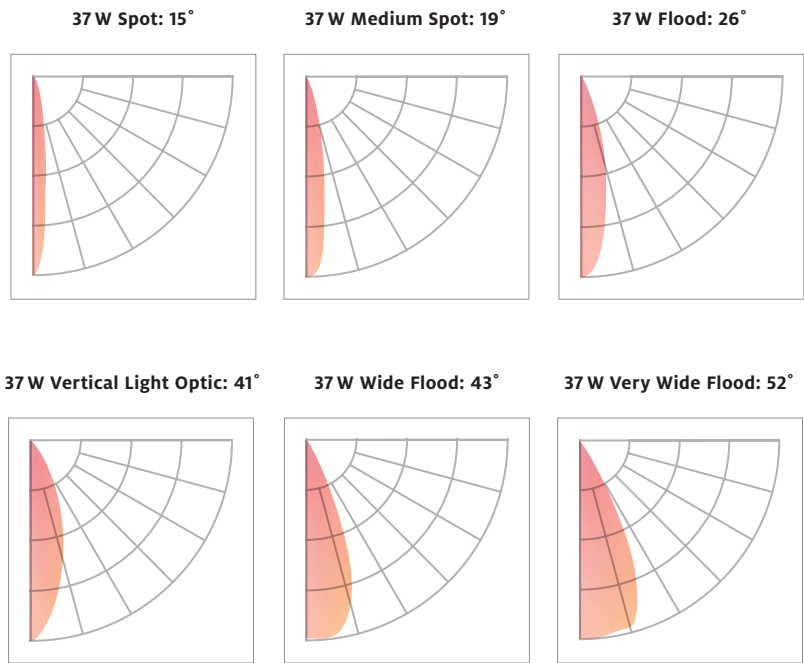 37 W Spot: 15°
37 W Medium Spot: 19°
37 W Flood: 26°
37 W Vertical Light Optic: 41°
37 W Wide Flood: 43°
37 W Very Wide Flood: 52°